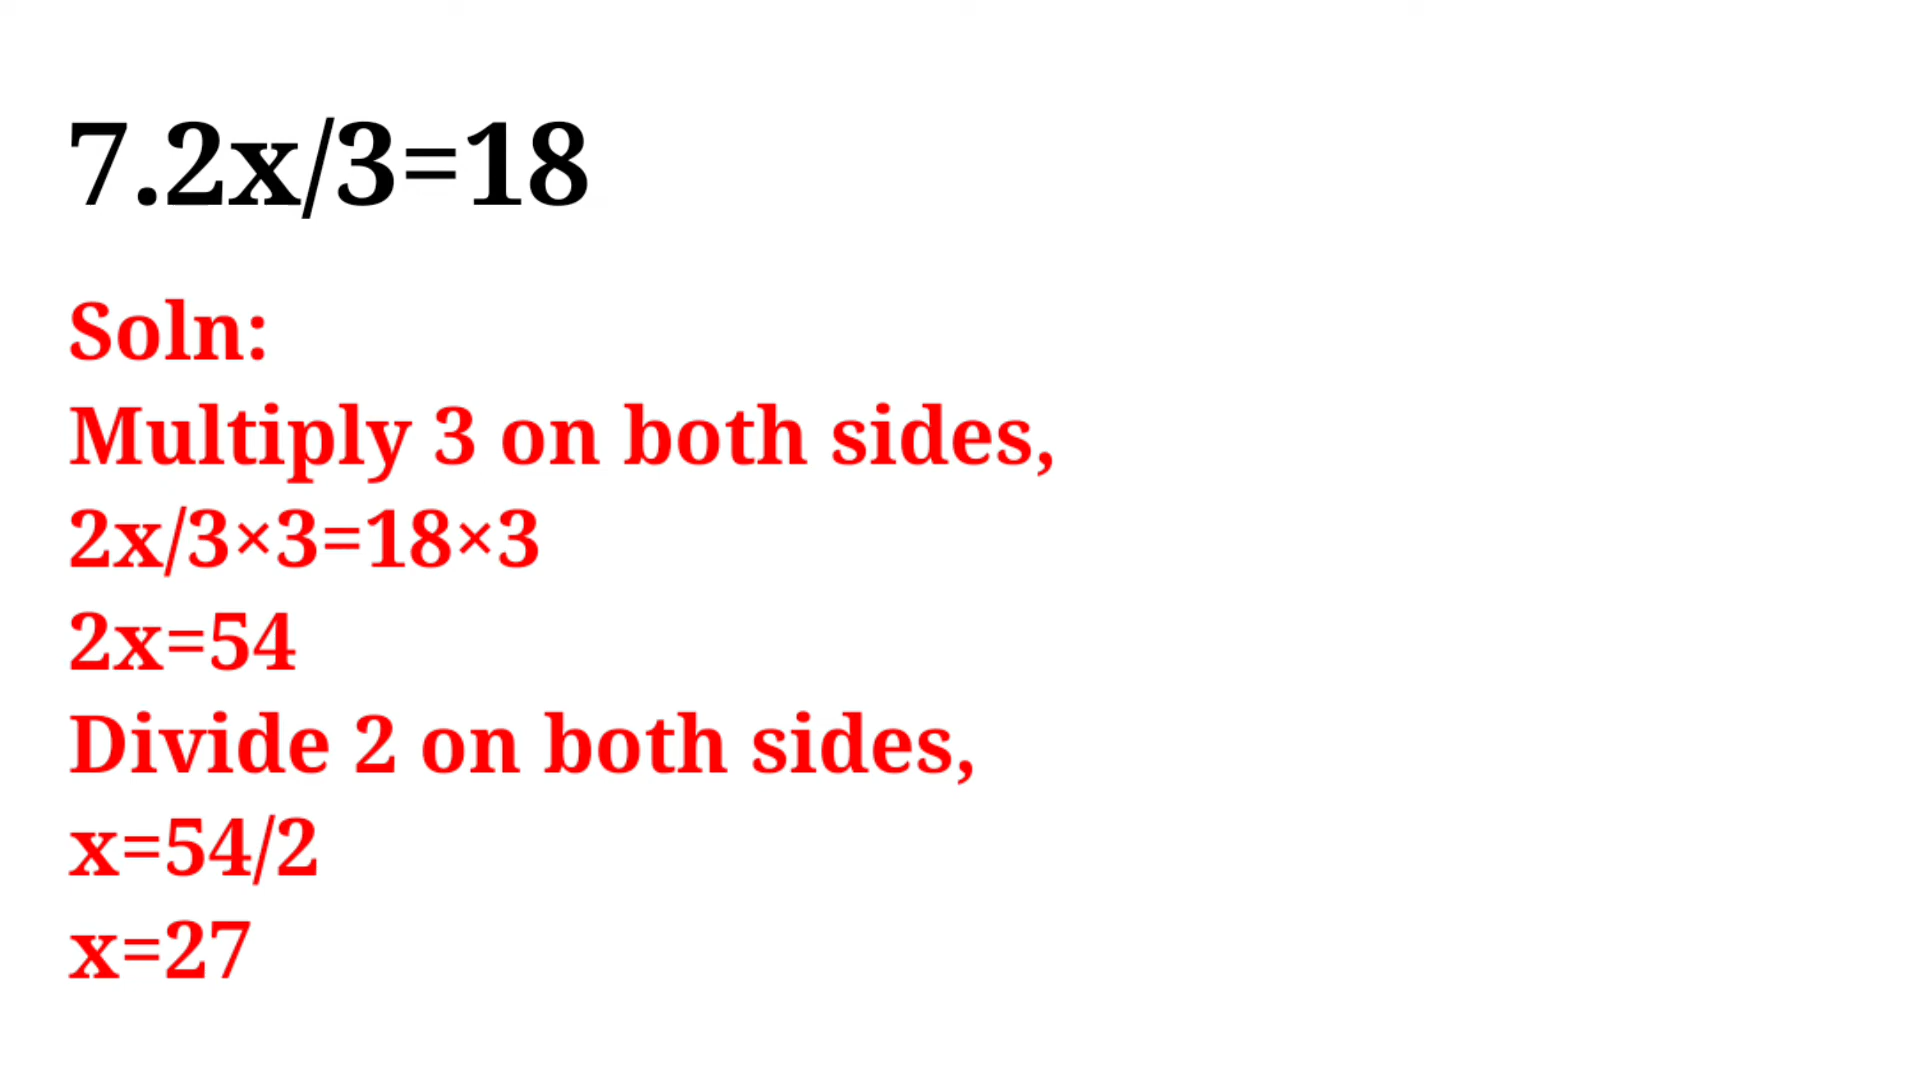 7.2x/3=18
Soln:
Multiply 3 on both sides,
2x/3×3=18×3
2x=54
Divide 2 on both sides,
x=54/2
x=27